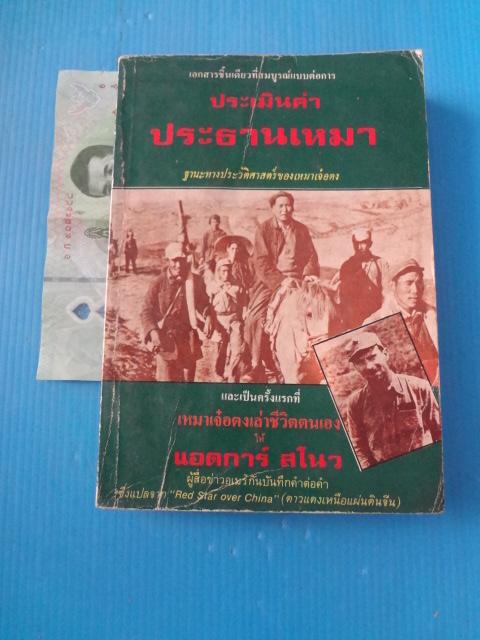 เอกสารชิ้นเดียวที่สมบูรณ์แบบต่อการ
ประเมินค่า
ประธานเหมา
ฐานะทางประวัติศาสตร์ของเหมาเจ๋อตง
และเป็นครั้งแรกที่
เหมาเจ๋อตงเล่าชีวิตตนเอง
ให้
แอดการ์ สโนว
ผู้สื่อข่าวอเมริกันบันทึกคำต่อคำ
ซึ่งแปลจาก "Red Star over China" (ดาวแดงเหนือแผ่นดินจีน)